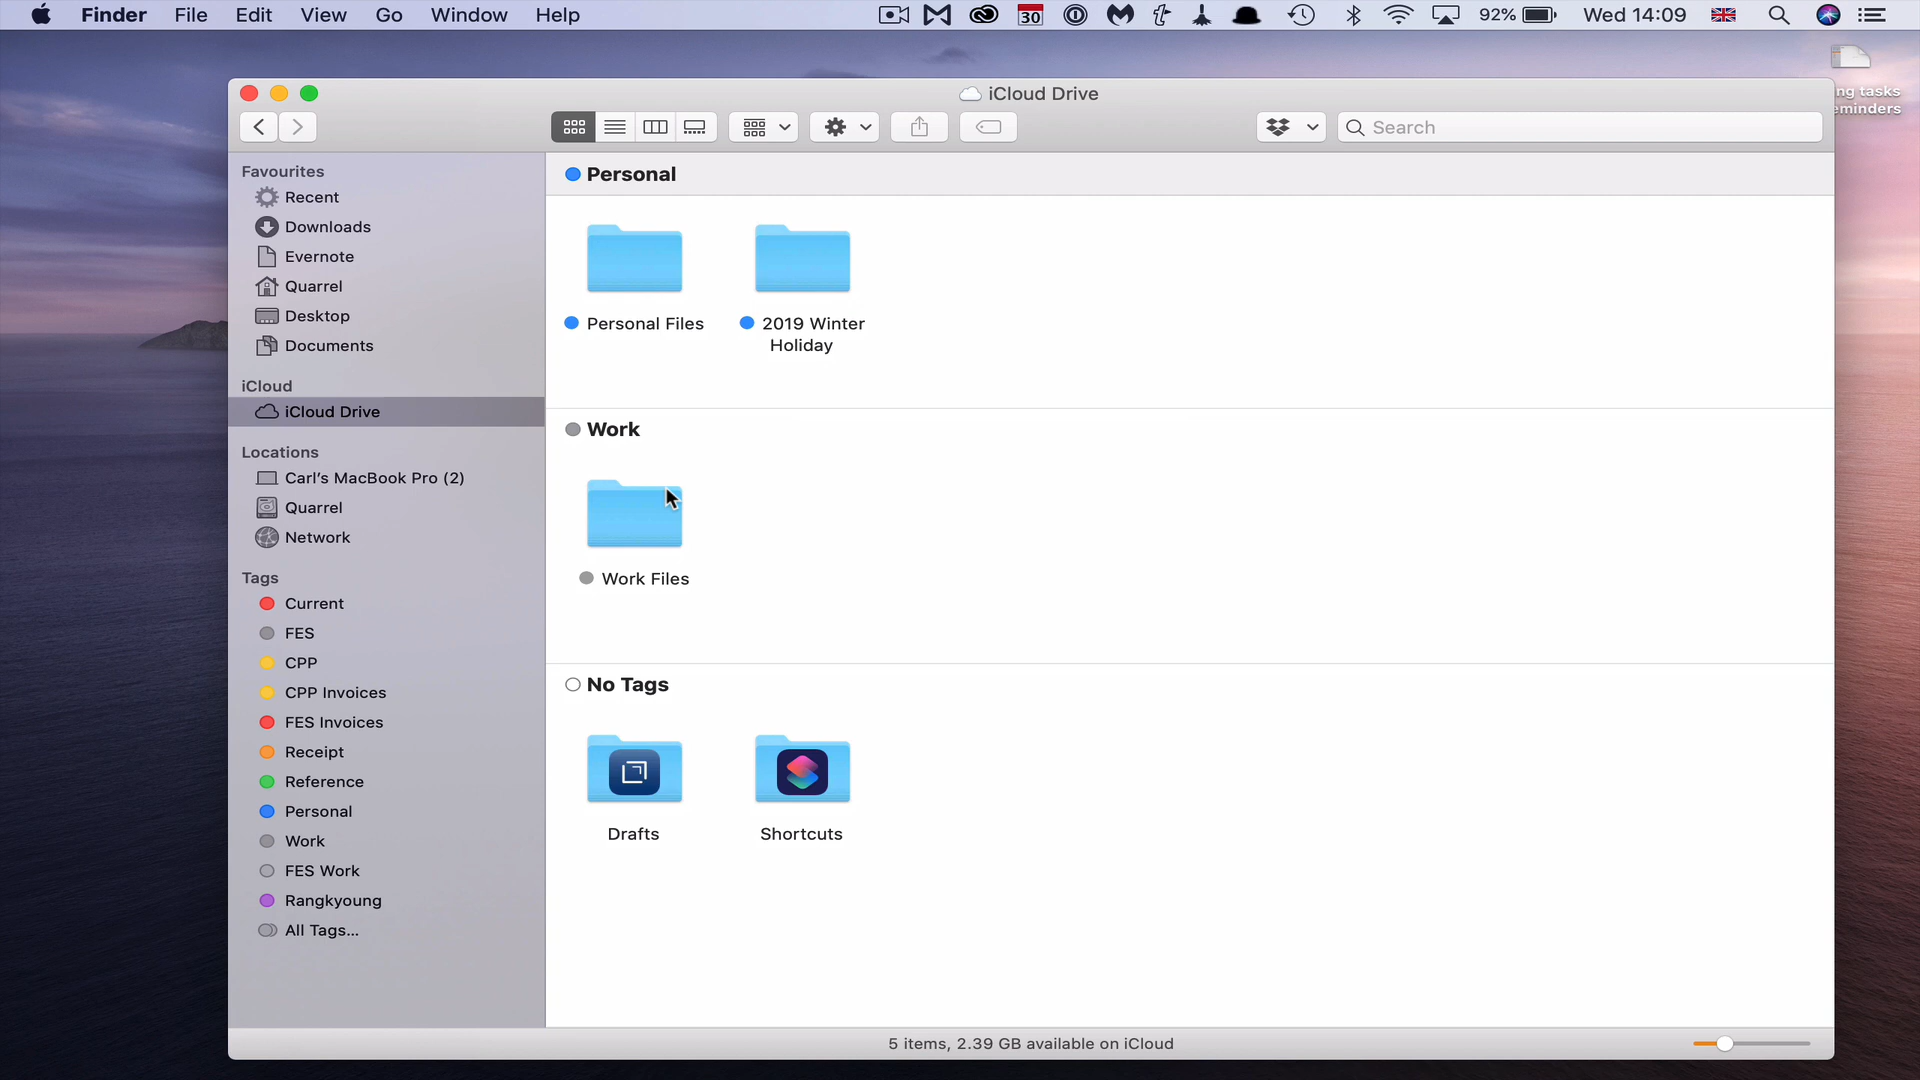 Finder File Edit View Go Window Help 30 92% Wed 14:09
ng tasks
eminders
iCloud Drive
Search
Favourites
Recent
Downloads
Evernote
Quarrel
Desktop
Documents
iCloud
iCloud Drive
Locations
Carl's MacBook Pro (2)
Quarrel
Network
Tags
Current
FES
CPP
CPP Invoices
FES Invoices
Receipt
Reference
Personal
Work
FES Work
Rangkyoung
All Tags...
Personal
Personal Files
2019 Winter
Holiday
Work
Work Files
No Tags
Drafts
Shortcuts
5 items, 2.39 GB available on iCloud